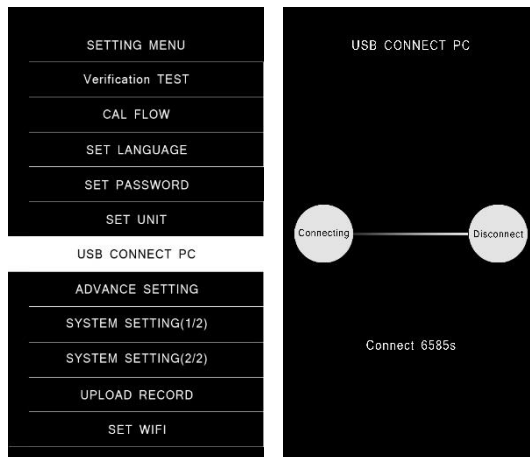 SETTING MENU
Verification TEST
CAL FLOW
SET LANGUAGE
SET PASSWORD
SET UNIT
USB CONNECT PC
ADVANCE SETTING
SYSTEM SETTING(1/2)
SYSTEM SETTING(2/2)
UPLOAD RECORD
SET WIFI
USB CONNECT PC
Connecting
Disconnect
Connect 6585s